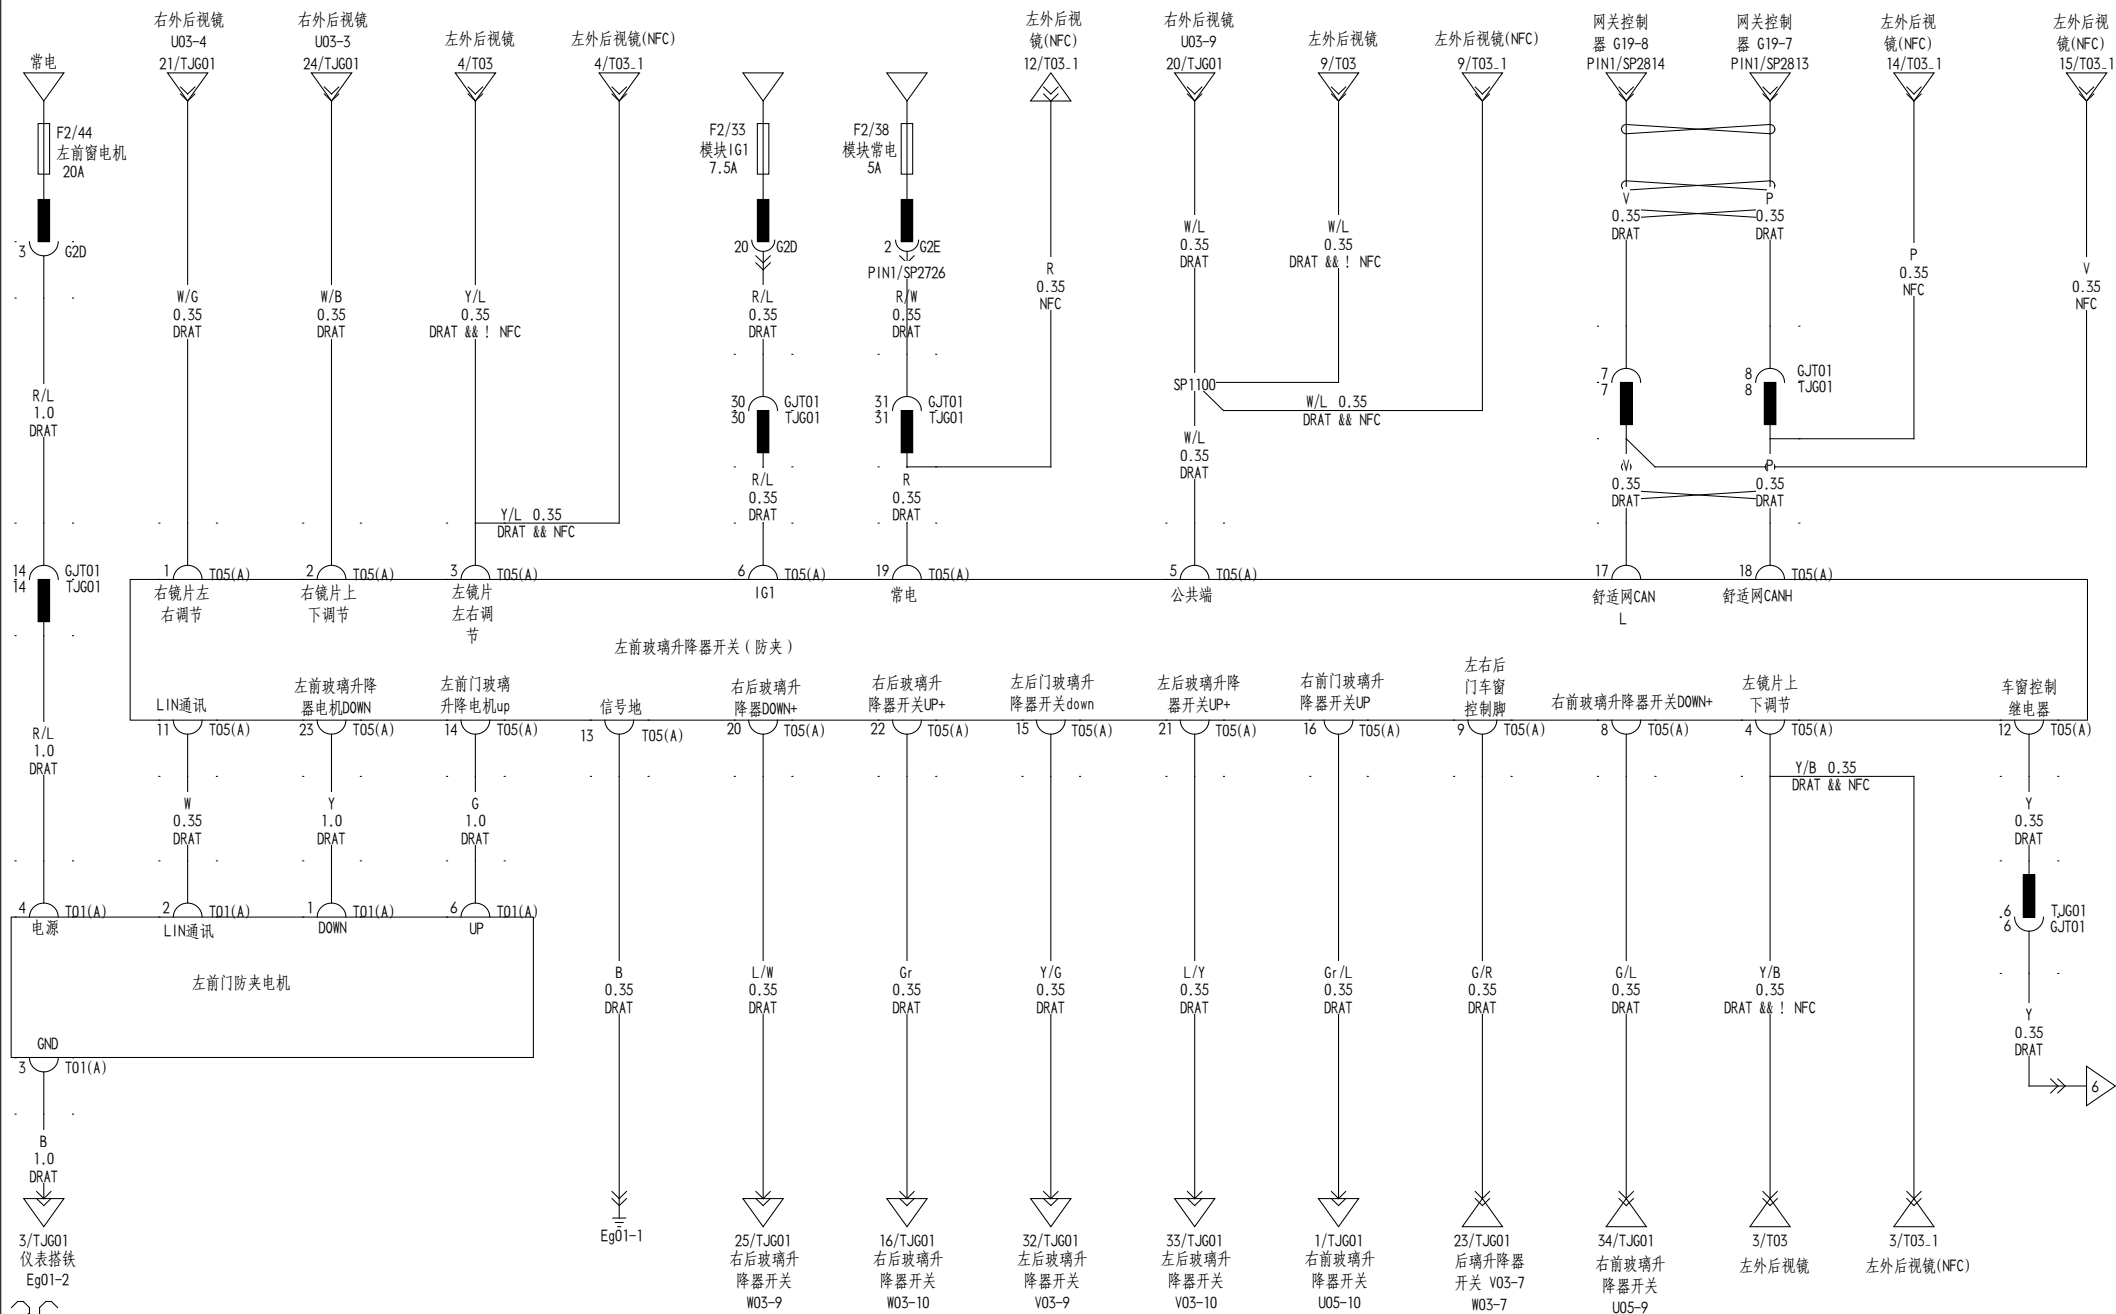 常电
右外后视镜
U03-4
21/TJG01
右外后视镜
U03-3
24/TJG01
左外后视镜
4/T03
左外后视镜(NFC)
4/T03_1
左外后视
镜(NFC)
12/T03_1
右外后视镜
U03-9
20/TJG01
左外后视镜
9/T03
左外后视镜(NFC)
9/T03_1
网关控制
器 G19-8
PIN1/SP2814
网关控制
器 G19-7
PIN1/SP2813
左外后视
镜(NFC)
14/T03_1
左外后视
镜(NFC)
15/T03_1
F2/44
左前窗电机
20A
F2/33
模块IG1
7.5A
F2/38
模块常电
5A
3 G2D
20 G2D
2 G2E
PIN1/SP2726
W/G
0.35
DRAT
W/B
0.35
DRAT
Y/L
0.35
DRAT && ! NFC
R/L
0.35
DRAT
R/W
0.35
DRAT
R
0.35
NFC
W/L
0.35
DRAT
W/L
0.35
DRAT && ! NFC
V
0.35
DRAT
P
0.35
DRAT
P
0.35
NFC
V
0.35
NFC
R/L
1.0
DRAT
30 GJT01
30 TJG01
31 GJT01
31 TJG01
SP1100
W/L 0.35
DRAT && NFC
7
7
8 GJT01
8 TJG01
R/L
0.35
DRAT
R
0.35
DRAT
W/L
0.35
DRAT
V
0.35
DRAT
P
0.35
DRAT
Y/L 0.35
DRAT && NFC
14 GJT01
14 TJG01
1 T05(A)
2 T05(A)
3 T05(A)
6 T05(A)
19 T05(A)
5 T05(A)
17
18 T05(A)
右镜片左
右调节
右镜片上
下调节
左镜片
左右调
节
IG1
常电
公共端
舒适网CAN
L
舒适网CANH
左前玻璃升降器开关(防夹)
LIN通讯
左前玻璃升降
器电机DOWN
左前门玻璃
升降电机up
信号地
右后玻璃升
降器DOWN+
右后玻璃升
降器开关UP+
左后门玻璃升
降器开关down
左后玻璃升降
器开关UP+
右前门玻璃升
降器开关UP
左右后
门车窗
控制脚
右前玻璃升降器开关DOWN+
左镜片上
下调节
车窗控制
继电器
11 T05(A)
23 T05(A)
14 T05(A)
13 T05(A)
20 T05(A)
22 T05(A)
15 T05(A)
21 T05(A)
16 T05(A)
9 T05(A)
8 T05(A)
4 T05(A)
12 T05(A)
R/L
1.0
DRAT
W
0.35
DRAT
Y
1.0
DRAT
G
1.0
DRAT
Y/B 0.35
DRAT && NFC
Y
0.35
DRAT
4 T01(A)
2 T01(A)
1 T01(A)
6 T01(A)
6 TJG01
6 GJT01
电源
LIN通讯
DOWN
UP
左前门防夹电机
GND
3 T01(A)
B
0.35
DRAT
L/W
0.35
DRAT
Gr
0.35
DRAT
Y/G
0.35
DRAT
L/Y
0.35
DRAT
Gr/L
0.35
DRAT
G/R
0.35
DRAT
G/L
0.35
DRAT
Y/B
0.35
DRAT && ! NFC
Y
0.35
DRAT
6
B
1.0
DRAT
3/TJG01
仪表搭铁
Eg01-2
Eg01-1
25/TJG01
右后玻璃升
降器开关
W03-9
16/TJG01
右后玻璃升
降器开关
W03-10
32/TJG01
左后玻璃升
降器开关
V03-9
33/TJG01
左后玻璃升
降器开关
V03-10
1/TJG01
右前玻璃升
降器开关
U05-10
23/TJG01
后璃升降器
开关 V03-7
W03-7
34/TJG01
右前玻璃升
降器开关
U05-9
3/T03
左外后视镜
3/T03_1
左外后视镜(NFC)